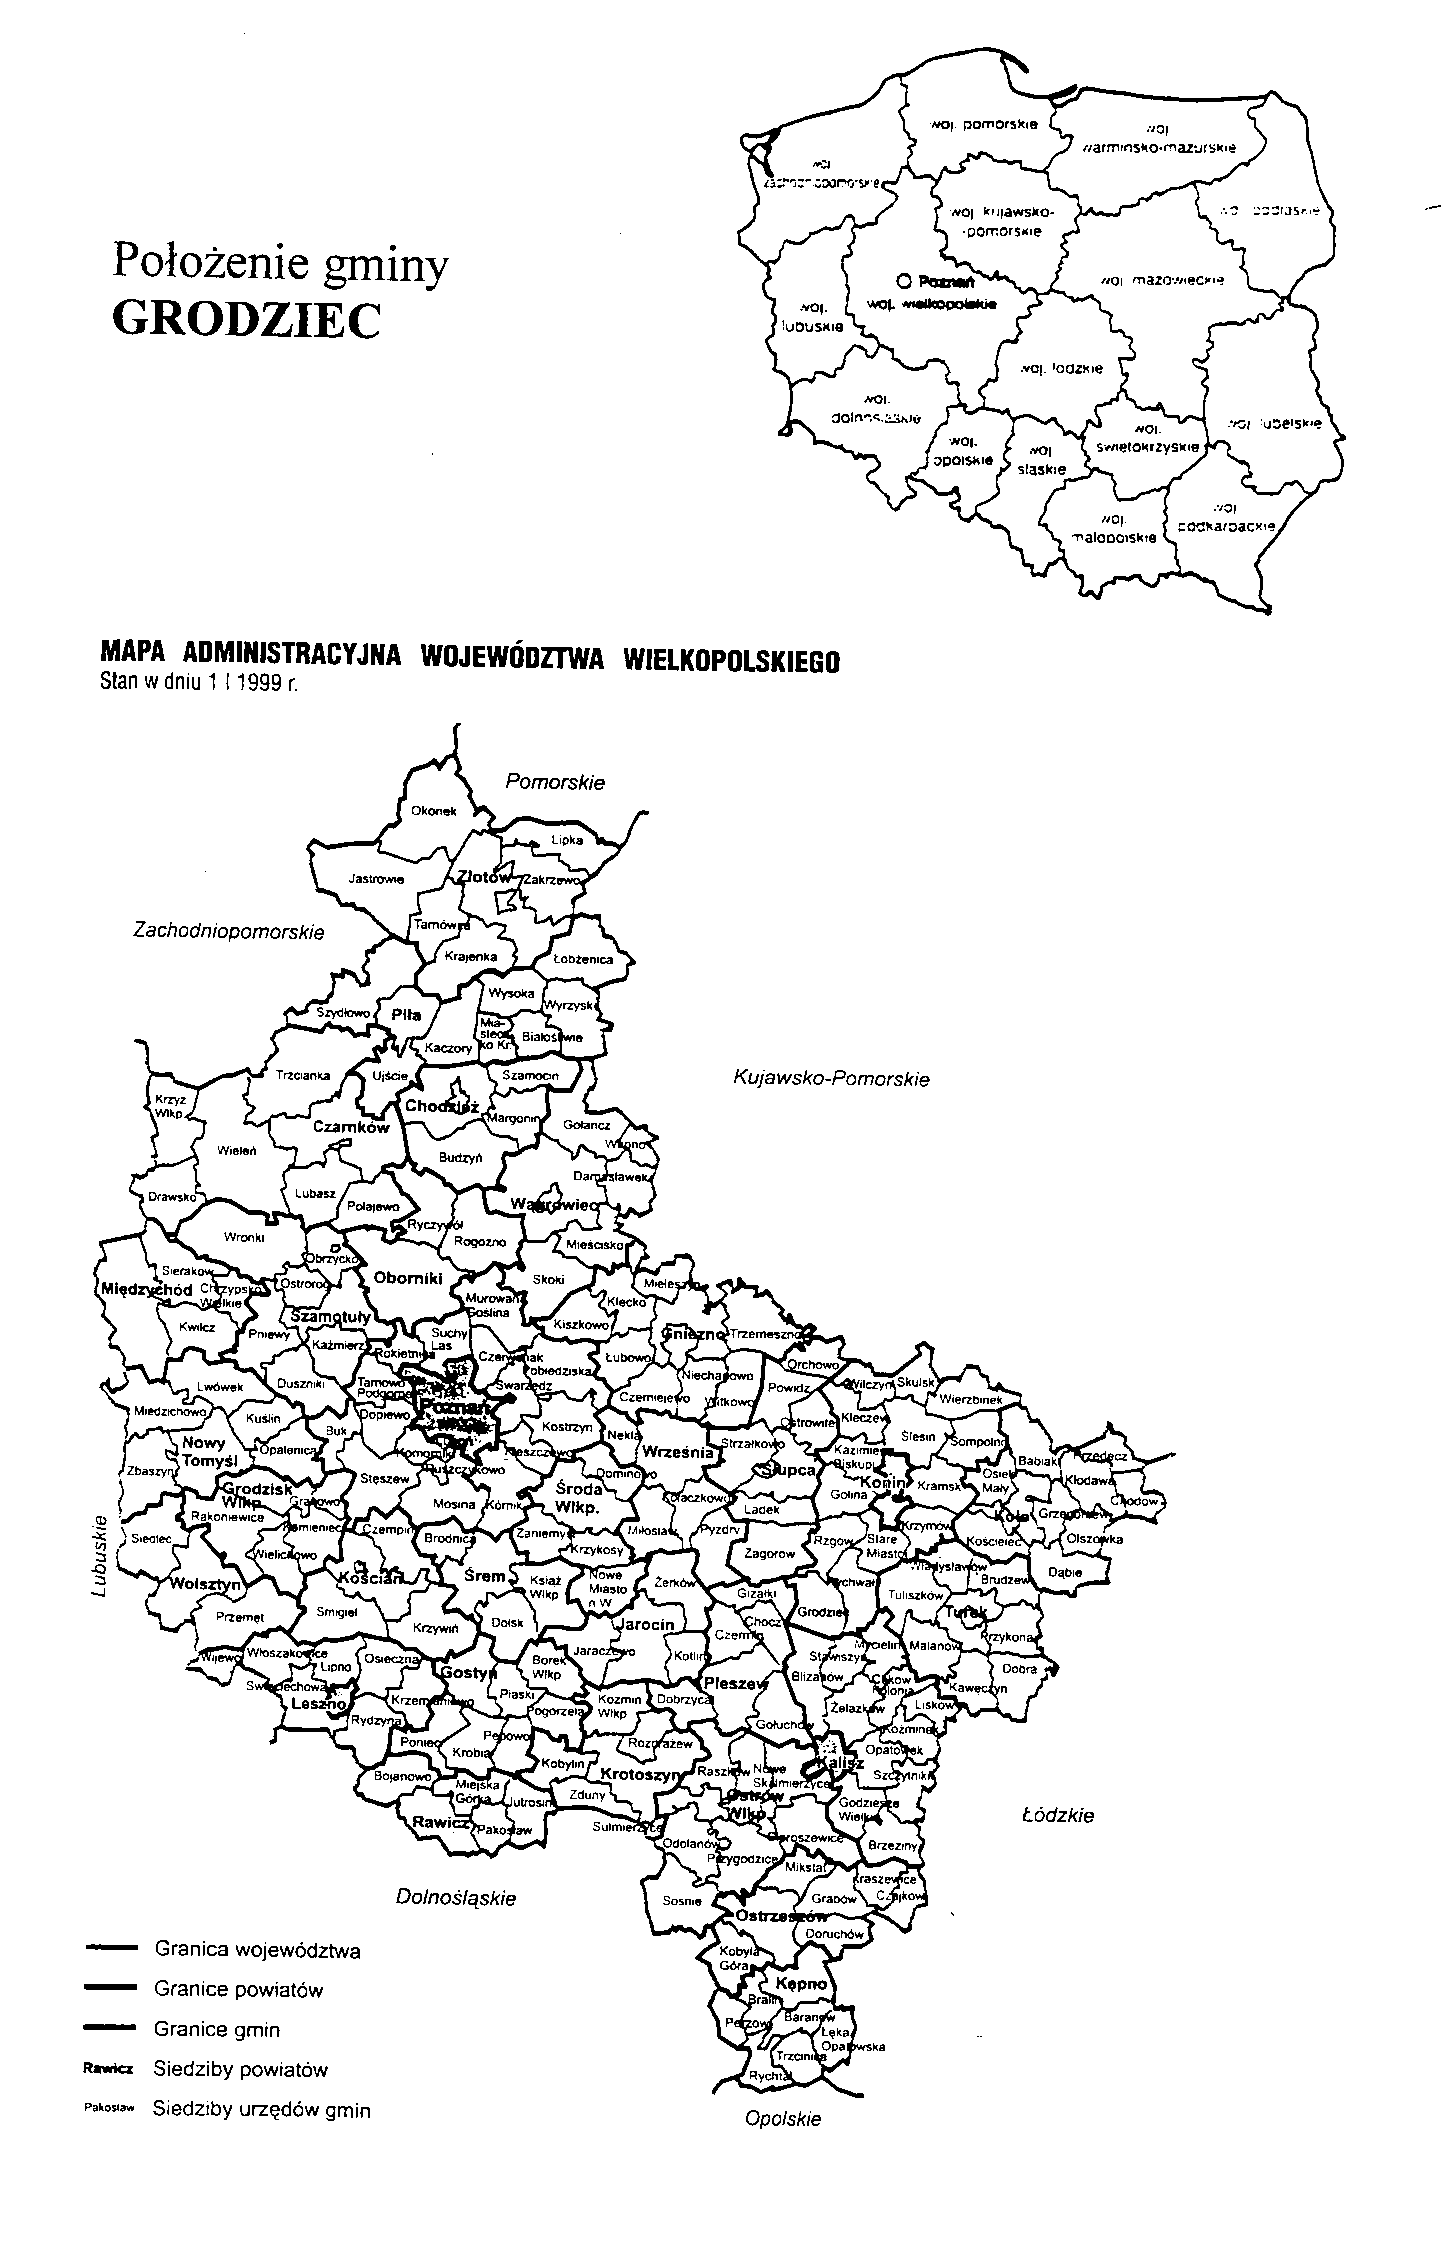 Położenie gminy
GRODZIEC
woj. pomorskie
woj.
warmińsko-mazurskie
woj.
zachodniopomorskie
woj. kujawsko-
-pomorskie
woj. podlaskie
Poznań
woj. wielkopolskie
woj. mazowieckie
woj.
lubuskie
woj. łódzkie
woj.
dolnośląskie
woj.
opolskie
woj.
śląskie
woj.
świętokrzyskie
woj. lubelskie
woj.
małopolskie
woj.
podkarpackie
MAPA ADMINISTRACYJNA WOJEWÓDZTWA WIELKOPOLSKIEGO
Stan w dniu 1 I 1999 r.
Pomorskie
Okonek
Lipka
Jastrowie
Złotów
Zakrzewo
Zachodniopomorskie
Tarnówka
Krajenka
Łobżenica
Wysoka
Wyrzysk
Szydłowo
Piła
Mia-
stecz
ko Kr.
Białośliwie
Kaczory
Trzcianka
Ujście
Szamocin
Kujawsko-Pomorskie
Krzyż
Wlkp.
Chodzież
Margonin
Gołańcz
Czarnków
Wapno
Wieleń
Budzyń
Damasławek
Drawsko
Lubasz
Połajewo
Wągrowiec
Ryczywół
Wronki
Rogoźno
Mieścisko
Obrzycko
Sieraków
Międzychód
Chrzypsko
Wielkie
Ostroróg
Oborniki
Skoki
Mieleszyn
Murowana
Goślina
Kłecko
Kwilcz
Pniewy
Szamotuły
Kiszkowo
Gniezno
Trzemeszno
Kaźmierz
Suchy
Las
Rokietnica
Czerwonak
Pobiedziska
Łubowo
Orchowo
Lwówek
Duszniki
Tarnowo
Podgórne
Swarzędz
Niechanowo
Powidz
Wilczyn
Skulsk
Poznań
Czerniejewo
Witkowo
Wierzbinek
Miedzichowo
Kuślin
Dopiewo
Buk
Kostrzyn
Nekla
Ostrowite
Kleczew
Ślesin
Sompolno
Nowy
Tomyśl
Opalenica
Komorniki
Kleszczewo
Września
Strzałkowo
Kazimierz
Biskupi
Babiak
Przedecz
Zbąszyń
Stęszew
Puszczykowo
Dominowo
Słupca
Konin
Kramsk
Osiek
Mały
Kłodawa
Grodzisk
Wlkp.
Granowo
Mosina
Kórnik
Środa
Wlkp.
Kołaczkowo
Lądek
Golina
Koło
Grzegorzew
Chodów
Rakoniewice
Kamieniec
Czempiń
Brodnica
Zaniemyśl
Krzykosy
Miłosław
Pyzdry
Zagórów
Rzgów
Stare
Miasto
Krzymów
Kościelec
Olszówka
Lubuskie
Siedlec
Wielichowo
Władysławów
Brudzew
Dąbie
Wolsztyn
Kościan
Śrem
Książ
Wlkp
Nowe
Miasto
n W
Żerków
Gizałki
Grodziec
Rychwał
Tuliszków
Turek
Przemęt
Śmigiel
Krzywiń
Dolsk
Jarocin
Czermin
Chocz
Przykona
Wijewo
Włoszakowice
Lipno
Osieczna
Gostyń
Borek
Wlkp
Jaraczewo
Kotlin
Stawiszyn
Mycielin
Malanów
Dobra
Święciechowa
Leszno
Krzemieniewo
Piaski
Pogorzela
Koźmin
Wlkp
Dobrzyca
Pleszew
Blizanów
Ceków
Kolonia
Kawęczyn
Żelazków
Lisków
Rydzyna
Poniec
Krobia
Pępowo
Kobylin
Rozdrażew
Gołuchów
Koźminek
Bojanowo
Miejska
Górka
Jutrosin
Zduny
Krotoszyn
Raszków
Nowe
Skalmierzyce
Kalisz
Opatówek
Szczytniki
Rawicz
Pakosław
Sulmierzyce
Ostrów
Wlkp
Godziesze
Wielkie
Łódzkie
Odolanów
Sieroszewice
Brzeziny
Przygodzice
Mikstat
Kraszewice
Dolnośląskie
Sośnie
Grabów
Czajków
Ostrzeszów
Doruchów
Granica województwa
Kobyla
Góra
Granice powiatów
Kępno
Bralin
Perzów
Baranów
Granice gmin
Łęka
Opatowska
Trzcinica
Rawicz Siedziby powiatów
Rychtal
Pakosław Siedziby urzędów gmin
Opolskie